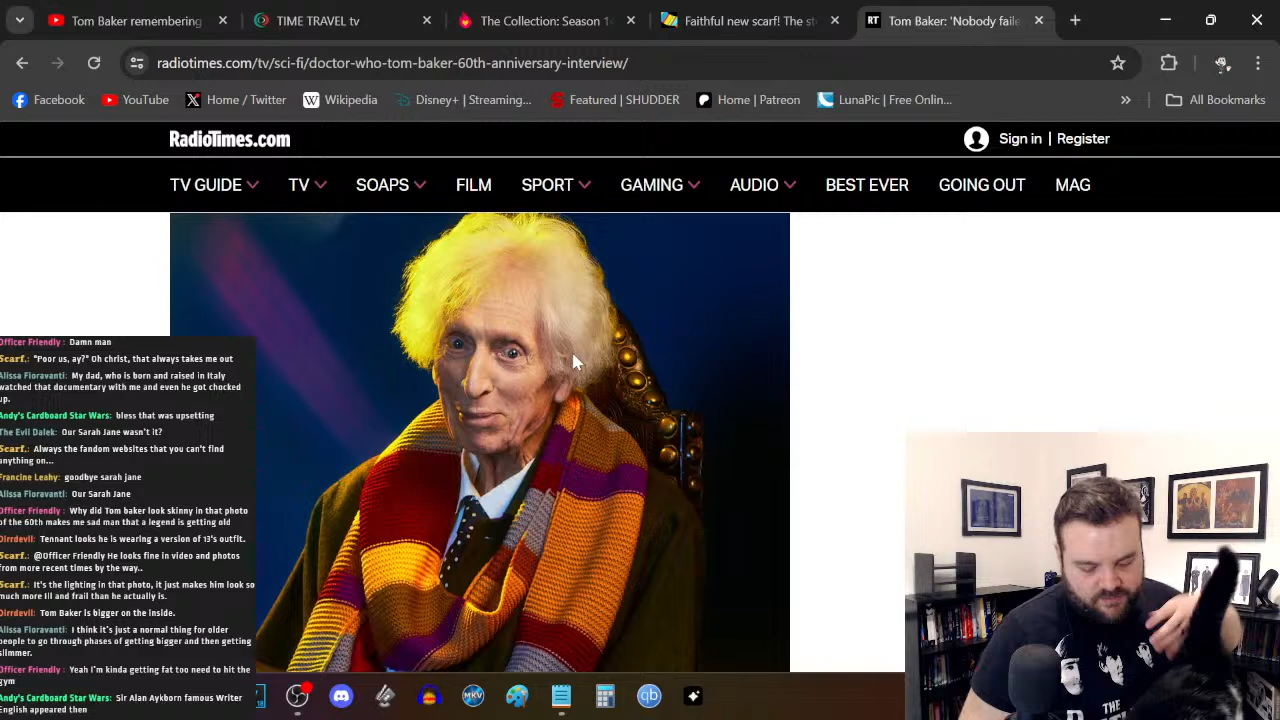 Tom Baker remembering
TIME TRAVEL tv
The Collection: Season 1
Faithful new scarf! The st
RT
Tom Baker: 'Nobody faile
radiotimes.com/tv/sci-fi/doctor-who-tom-baker-60th-anniversary-interview/
Facebook
YouTube
Home / Twitter
Wikipedia
Disney+ | Streaming...
Featured | SHUDDER
Home | Patreon
LunaPic | Free Onlin...
All Bookmarks
RadioTimes.com
Sign in | Register
TV GUIDE TV SOAPS FILM SPORT GAMING AUDIO BEST EVER GOING OUT MAG
Officer Friendly : Damn man
Scarf.: "Poor us, ay?" Oh christ, that always takes me out
Alissa Fioravanti: My dad, who is born and raised in Italy
watched that documentary with me and even he got chocked
up.
Andy's Cardboard Star Wars: bless that was upsetting
The Evil Dalek: Our Sarah Jane wasn't it?
Scarf.: Always the fandom websites that you can't find
anything on...
Francine Leahy: goodbye sarah jane
Alissa Fioravanti: Our Sarah Jane
Officer Friendly : Why did Tom baker look skinny in that photo
of the 60th makes me sad man that a legend is getting old
Dirrdevil: Tennant looks he is wearing a version of 13's outfit.
Scarf.: @Officer Friendly He looks fine in video and photos
from more recent times by the way..
Scarf.: It's the lighting in that photo, it just makes him look so
much more ill and frail than he actually is.
Dirrdevil: Tom Baker is bigger on the inside.
Alissa Fioravanti: I think it's just a normal thing for older
people to go through phases of getting bigger and then getting
slimmer.
Officer Friendly : Yeah I'm kinda getting fat too need to hit the
gym
Andy's Cardboard Star Wars: Sir Alan Aykborn famous Writer
English appeared then
MKV
qb
THE